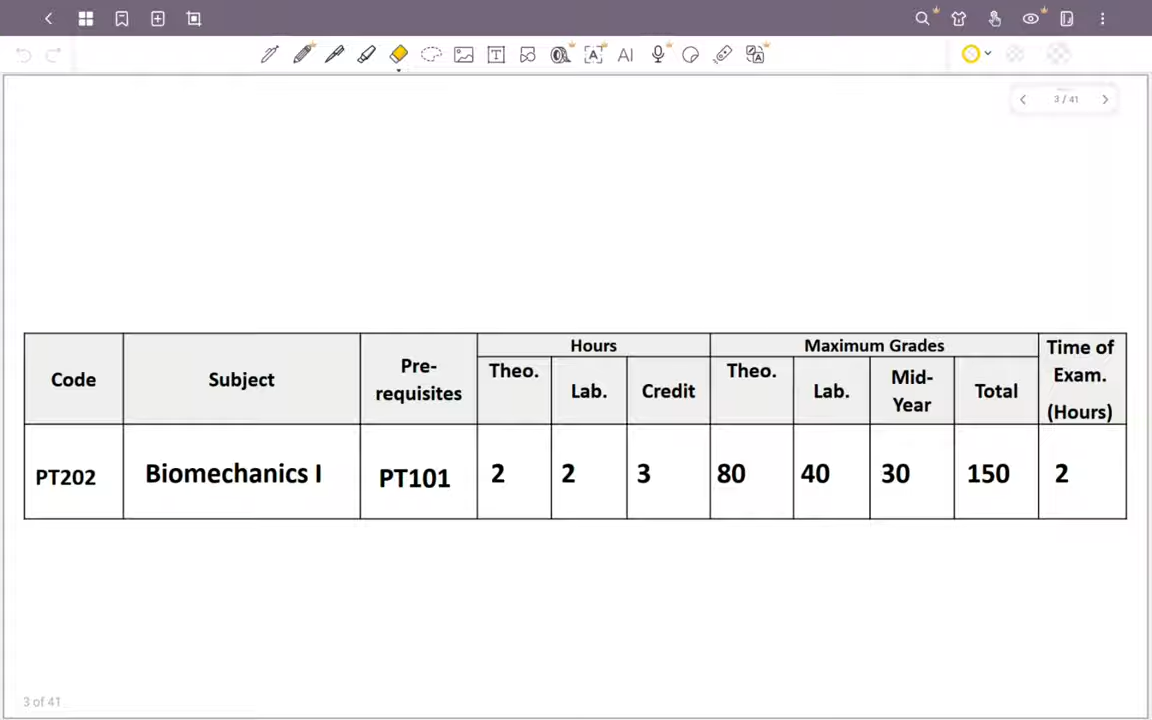 3 / 41
Code Subject Pre-requisites Hours Maximum Grades Time of Exam. (Hours)
Theo. Lab. Credit Theo. Lab. Mid-Year Total
PT202 Biomechanics I PT101 2 2 3 80 40 30 150 2
3 of 41